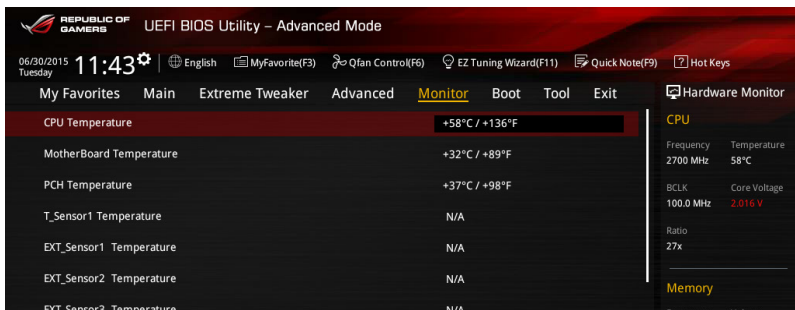 REPUBLIC OF
GAMERS
UEFI BIOS Utility – Advanced Mode
06/30/2015
Tuesday
11:43
English
MyFavorite(F3)
Qfan Control(F6)
EZ Tuning Wizard(F11)
Quick Note(F9)
? Hot Keys
My Favorites Main Extreme Tweaker Advanced Monitor Boot Tool Exit
Hardware Monitor
CPU Temperature +58°C / +136°F
MotherBoard Temperature +32°C / +89°F
PCH Temperature +37°C / +98°F
T_Sensor1 Temperature N/A
EXT_Sensor1 Temperature N/A
EXT_Sensor2 Temperature N/A
EXT_Sensor3 Temperature N/A
CPU
Frequency Temperature
2700 MHz 58°C
BCLK Core Voltage
100.0 MHz 2.016 V
Ratio
27x
Memory